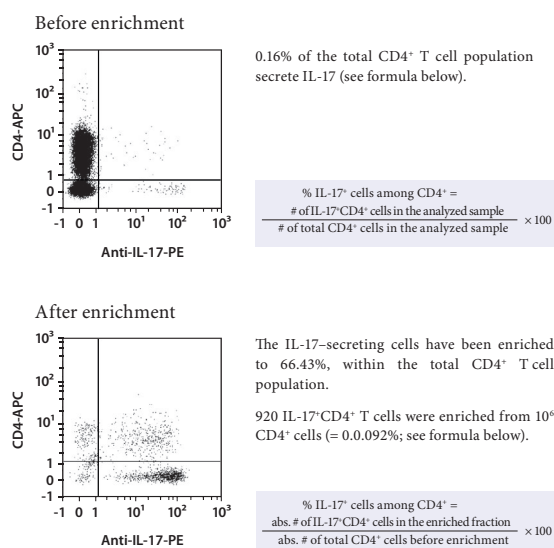 Before enrichment
10³
10²
10¹
1
0
-1
CD4-APC
-1 0 1 10¹ 10² 10³
Anti-IL-17-PE
0.16% of the total CD4⁺ T cell population
secrete IL-17 (see formula below).
% IL-17⁺ cells among CD4⁺ =
# of IL-17⁺CD4⁺ cells in the analyzed sample
# of total CD4⁺ cells in the analyzed sample
× 100
After enrichment
10³
10²
10¹
1
0
-1
CD4-APC
-1 0 1 10¹ 10² 10³
Anti-IL-17-PE
The IL-17–secreting cells have been enriched
to 66.43%, within the total CD4⁺ T cell
population.
920 IL-17⁺CD4⁺ T cells were enriched from 10⁶
CD4⁺ cells (= 0.0.092%; see formula below).
% IL-17⁺ cells among CD4⁺ =
abs. # of IL-17⁺CD4⁺ cells in the enriched fraction
abs. # of total CD4⁺ cells before enrichment
× 100